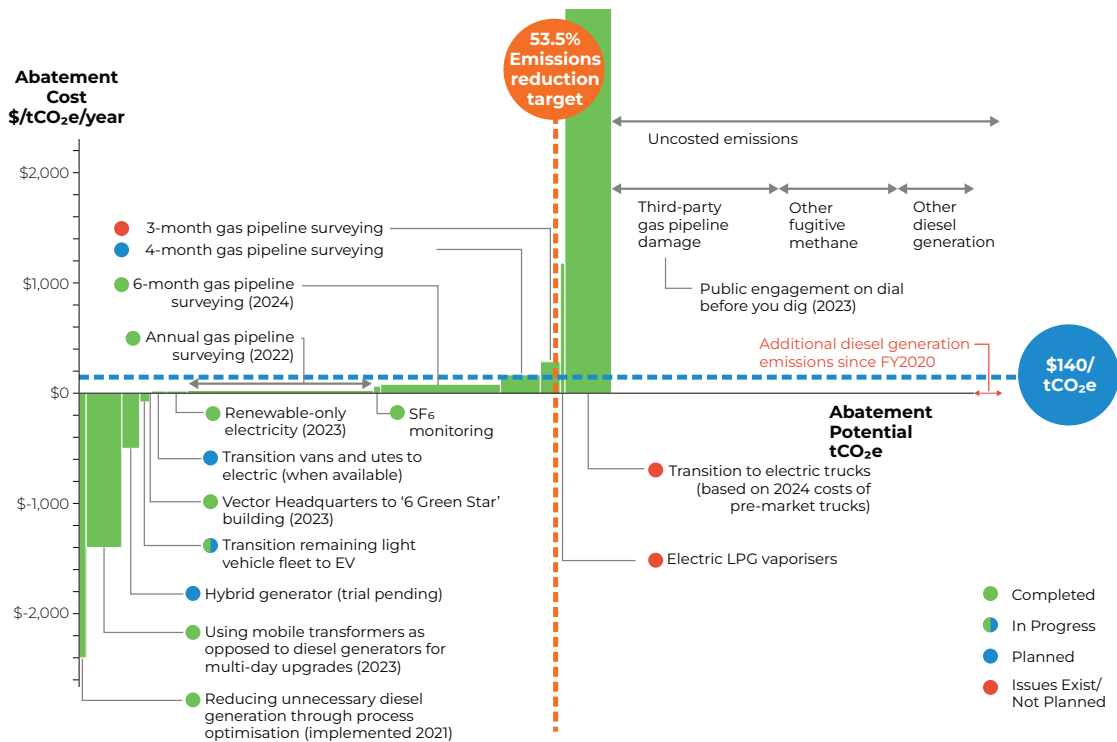 53.5%
Emissions
reduction
target
Abatement
Cost
$/tCO₂e/year
Uncosted emissions
$2,000
Third-party
gas pipeline
damage
Other
fugitive
methane
Other
diesel
generation
3-month gas pipeline surveying
4-month gas pipeline surveying
$1,000
6-month gas pipeline
surveying (2024)
Public engagement on dial
before you dig (2023)
Annual gas pipeline
surveying (2022)
Additional diesel generation
emissions since FY2020
$140/
tCO₂e
$0
Renewable-only
electricity (2023)
SF₆
monitoring
Abatement
Potential
tCO₂e
Transition vans and utes to
electric (when available)
Transition to electric trucks
(based on 2024 costs of
pre-market trucks)
$-1,000
Vector Headquarters to ‘6 Green Star’
building (2023)
Transition remaining light
vehicle fleet to EV
Electric LPG vaporisers
Hybrid generator (trial pending)
$-2,000
Using mobile transformers as
opposed to diesel generators for
multi-day upgrades (2023)
Reducing unnecessary diesel
generation through process
optimisation (implemented 2021)
Completed
In Progress
Planned
Issues Exist/
Not Planned